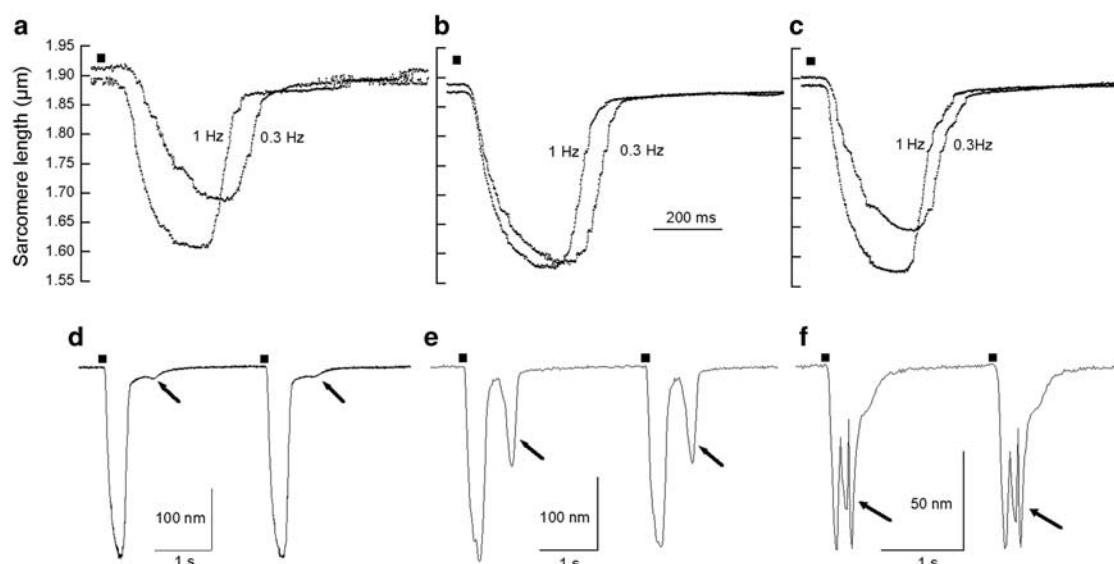 a
b
c
Sarcomere length (µm)
1.95
1.90
1.85
1.80
1.75
1.70
1.65
1.60
1.55
1 Hz
0.3 Hz
1 Hz
0.3 Hz
200 ms
1 Hz
0.3Hz
d
e
f
100 nm
1 s
100 nm
1 s
50 nm
1 s